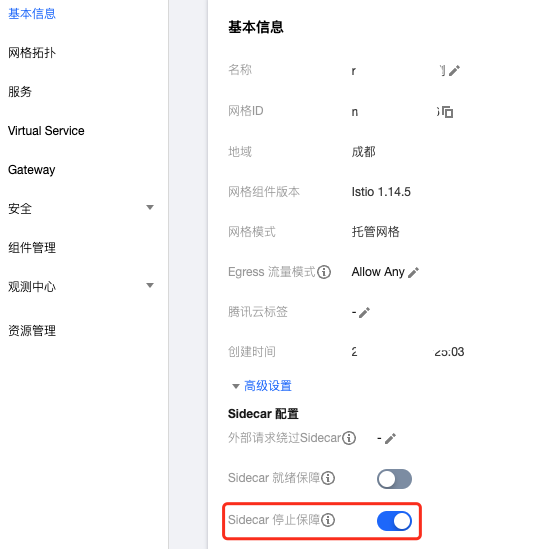 基本信息
网格拓扑
服务
Virtual Service
Gateway
安全
组件管理
观测中心
资源管理
基本信息
名称 r
网格ID n
地域 成都
网格组件版本 Istio 1.14.5
网格模式 托管网格
Egress 流量模式 Allow Any
腾讯云标签 -
创建时间 2 25:03
高级设置
Sidecar 配置
外部请求绕过Sidecar -
Sidecar 就绪保障
Sidecar 停止保障